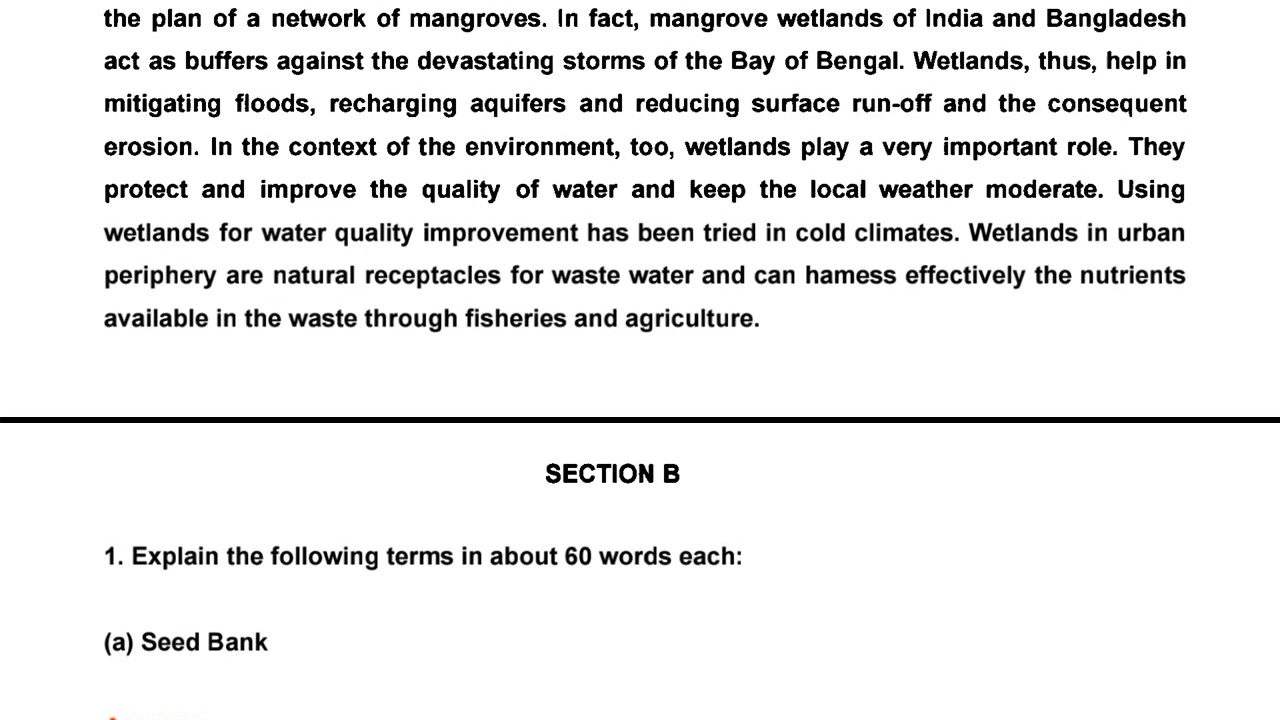 the plan of a network of mangroves. In fact, mangrove wetlands of India and Bangladesh
act as buffers against the devastating storms of the Bay of Bengal. Wetlands, thus, help in
mitigating floods, recharging aquifers and reducing surface run-off and the consequent
erosion. In the context of the environment, too, wetlands play a very important role. They
protect and improve the quality of water and keep the local weather moderate. Using
wetlands for water quality improvement has been tried in cold climates. Wetlands in urban
periphery are natural receptacles for waste water and can hamess effectively the nutrients
available in the waste through fisheries and agriculture.
SECTION B
1. Explain the following terms in about 60 words each:
(a) Seed Bank